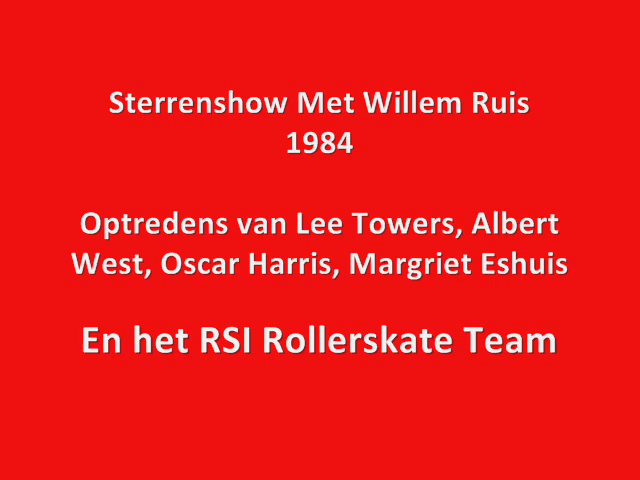 Sterrenshow Met Willem Ruis
1984
Optredens van Lee Towers, Albert
West, Oscar Harris, Margriet Eshuis
En het RSI Rollerskate Team